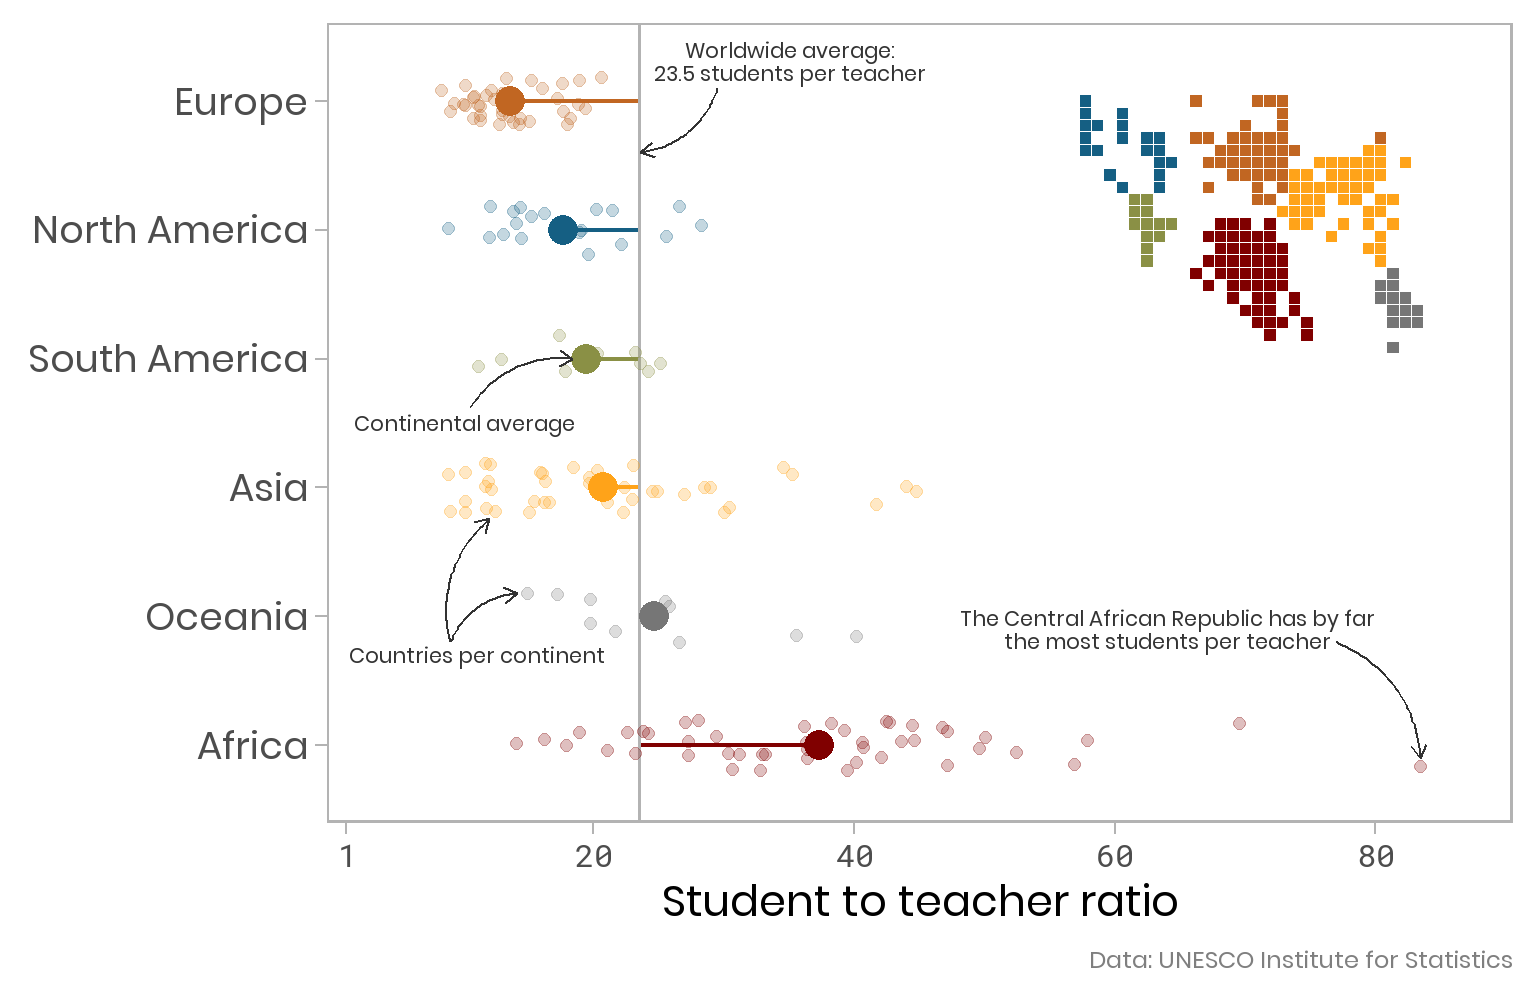 Worldwide average:
23.5 students per teacher
Europe
North America
South America
Continental average
Asia
Oceania
Countries per continent
The Central African Republic has by far
the most students per teacher
Africa
1 20 40 60 80
Student to teacher ratio
Data: UNESCO Institute for Statistics